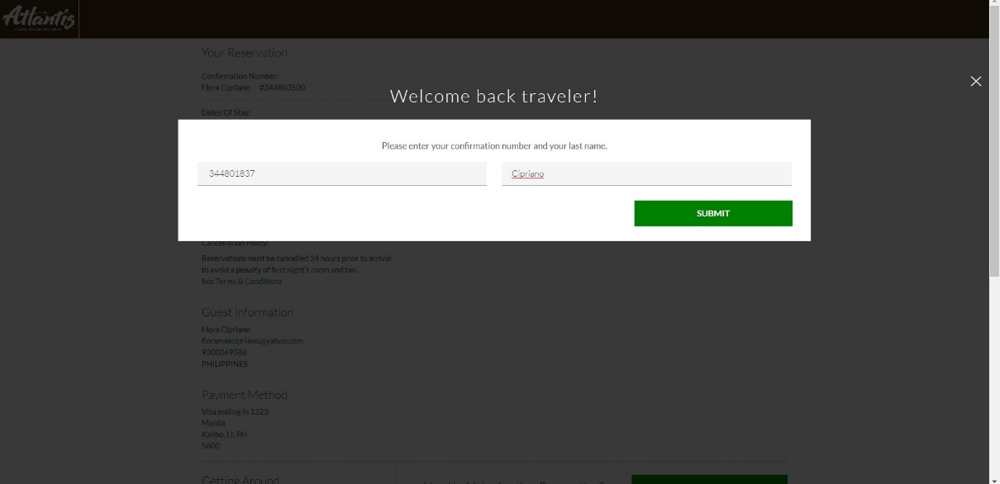 Atlantis
Your Reservation
Confirmation Number:
Flora Cipriano #344803500
Welcome back traveler!
Dates Of Stay:
Please enter your confirmation number and your last name.
344801837 Cipriano
SUBMIT
Cancellation Policy:
Reservations must be cancelled 24 hours prior to arrival
to avoid a penalty of first night's room and tax.
See Terms & Conditions
Guest Information
Flora Cipriano
floramaecipriano@yahoo.com
9300069586
PHILIPPINES
Payment Method
Visa ending in 1323
Manila
Kalibo, LI, PH
5600
Getting Around